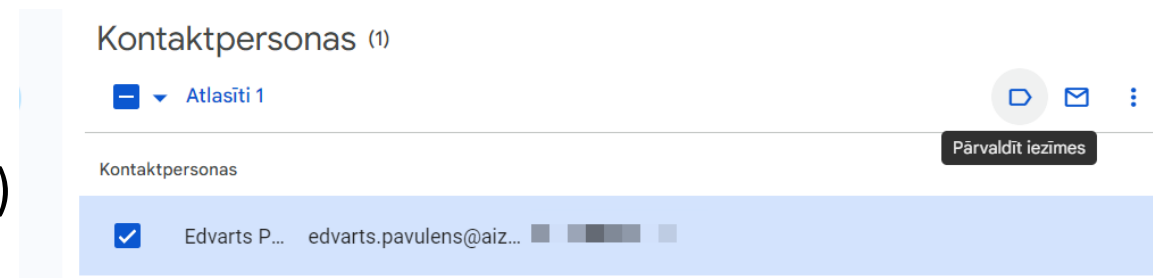 Kontaktpersonas (1)
Atlasīti 1
Pārvaldīt iezīmes
Kontaktpersonas
)
Edvarts P... edvarts.pavulens@aiz...